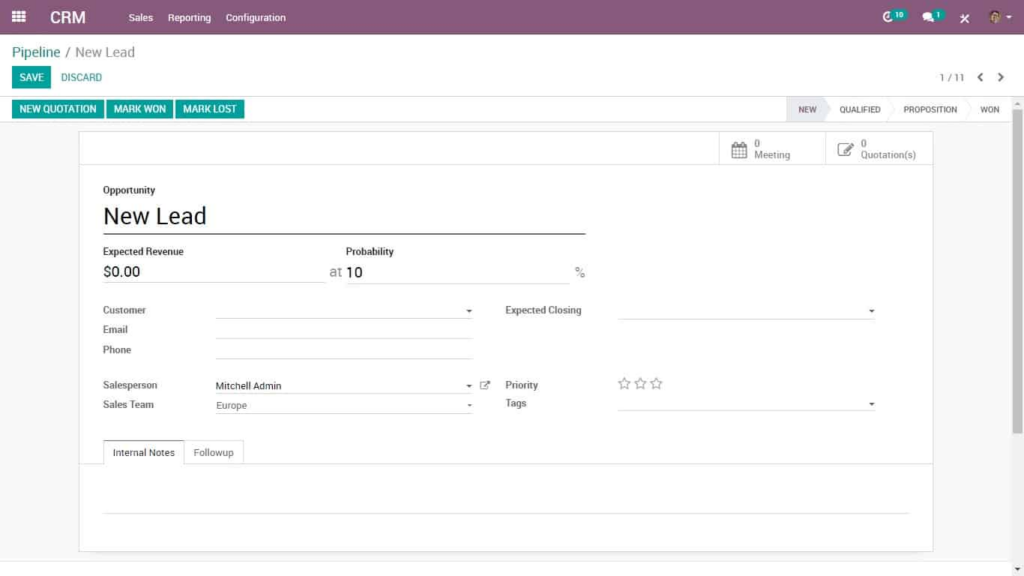 CRM Sales Reporting Configuration 10 1
Pipeline / New Lead
SAVE DISCARD 1 / 11
NEW QUOTATION MARK WON MARK LOST NEW QUALIFIED PROPOSITION WON
0 Meeting 0 Quotation(s)
Opportunity
New Lead
Expected Revenue Probability
$0.00 at 10 %
Customer Expected Closing
Email
Phone
Salesperson Mitchell Admin Priority
Sales Team Europe Tags
Internal Notes Followup